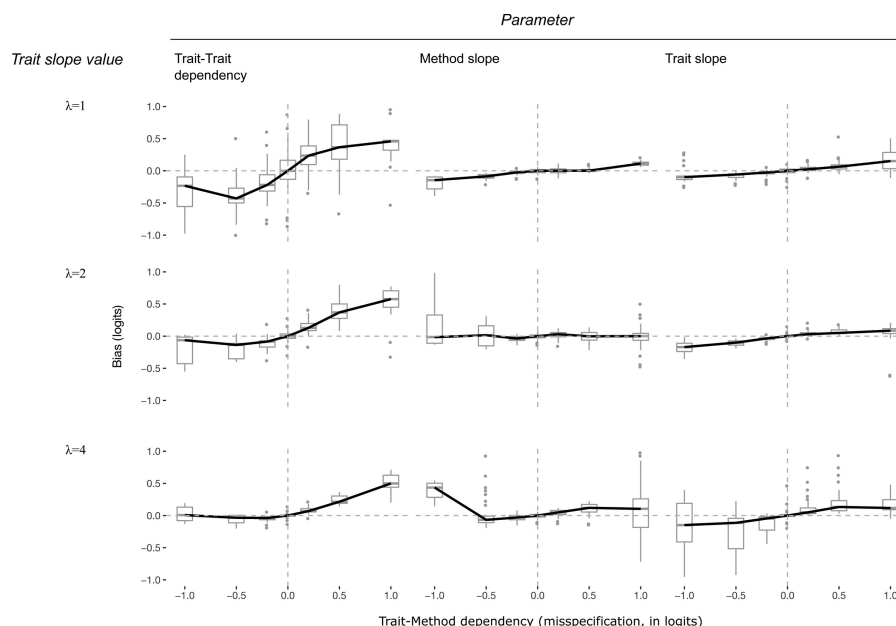 Parameter
Trait slope value
Trait-Trait
dependency
Method slope
Trait slope
λ=1
1.0
0.5
0.0
−0.5
−1.0
λ=2
1.0
0.5
0.0
−0.5
−1.0
Bias (logits)
λ=4
1.0
0.5
0.0
−0.5
−1.0
−1.0 −0.5 0.0 0.5 1.0 −1.0 −0.5 0.0 0.5 1.0 −1.0 −0.5 0.0 0.5 1.0
Trait-Method dependency (misspecification, in logits)